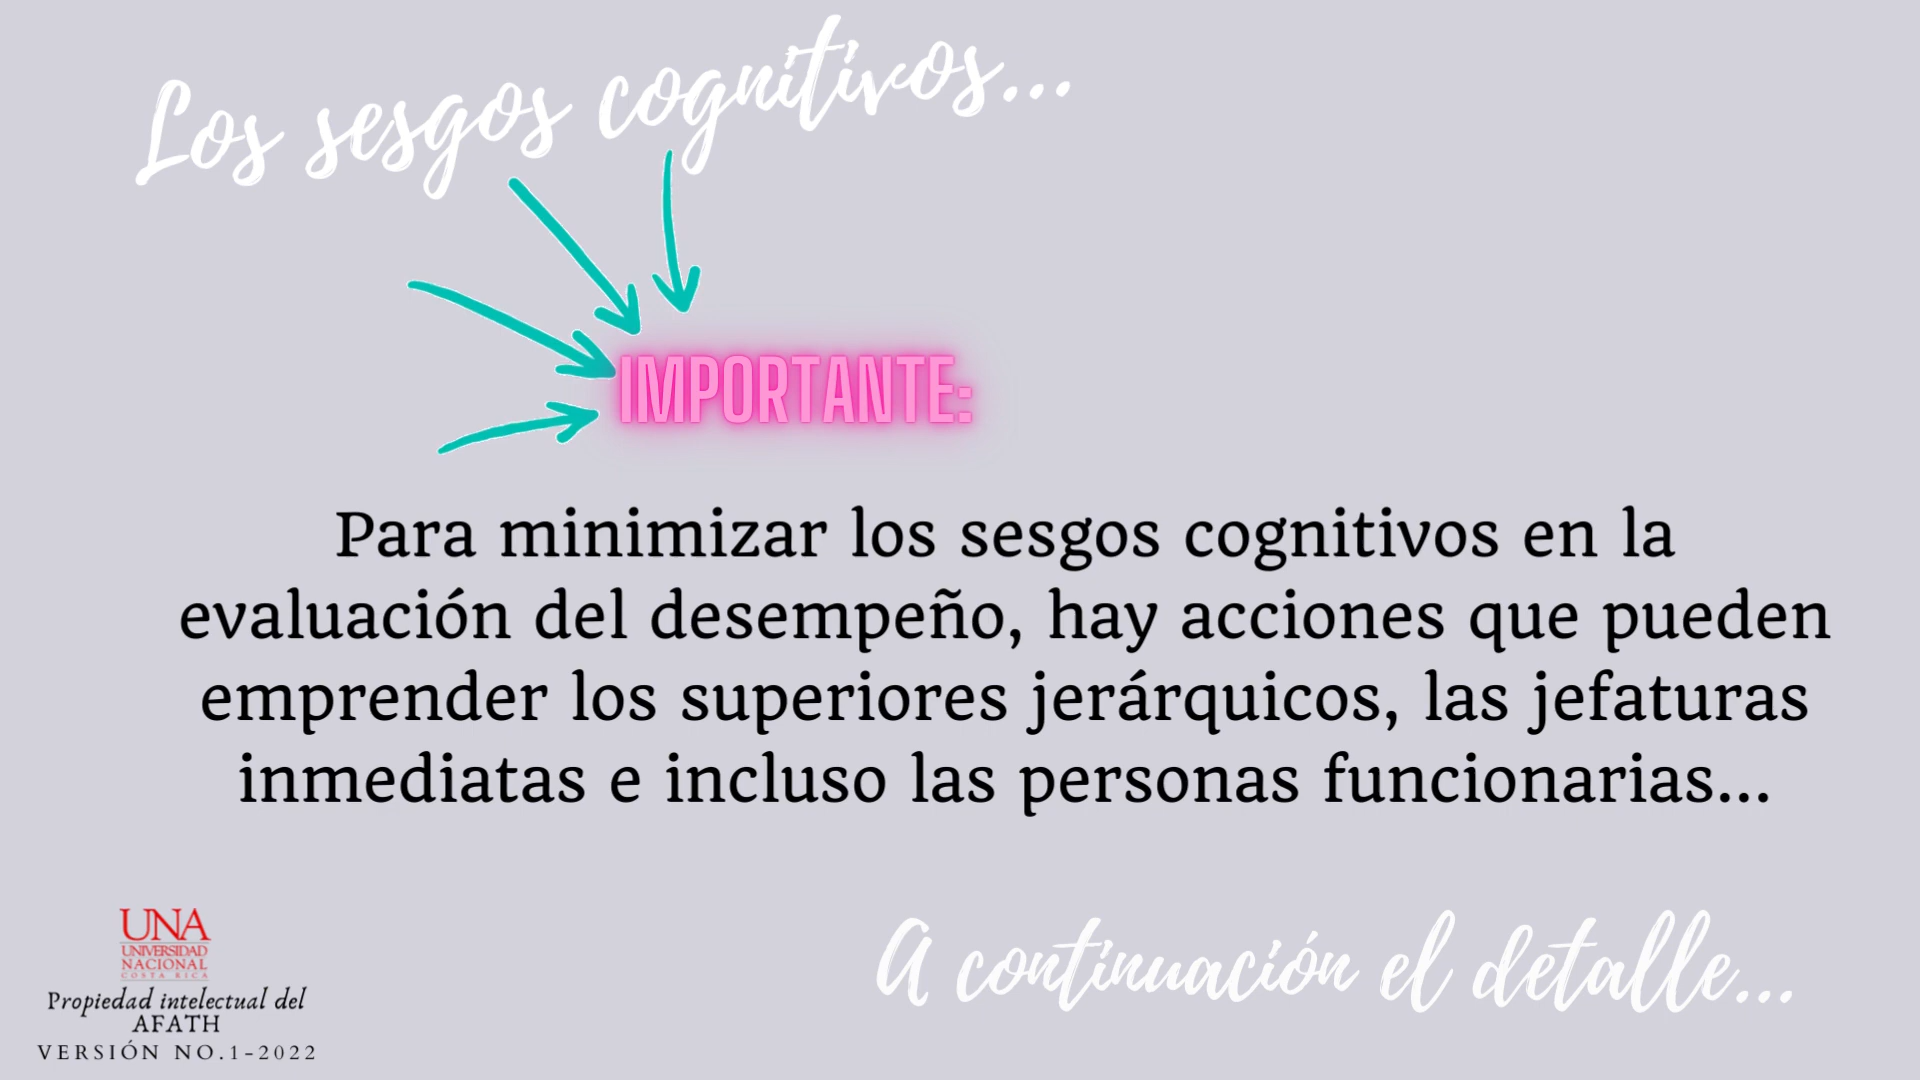 Los sesgos cognitivos...
IMPORTANTE:
Para minimizar los sesgos cognitivos en la
evaluación del desempeño, hay acciones que pueden
emprender los superiores jerárquicos, las jefaturas
inmediatas e incluso las personas funcionarias...
A continuación el detalle...
UNA
UNIVERSIDAD
NACIONAL
COSTA RICA
Propiedad intelectual del
AFATH
VERSIÓN NO.1-2022